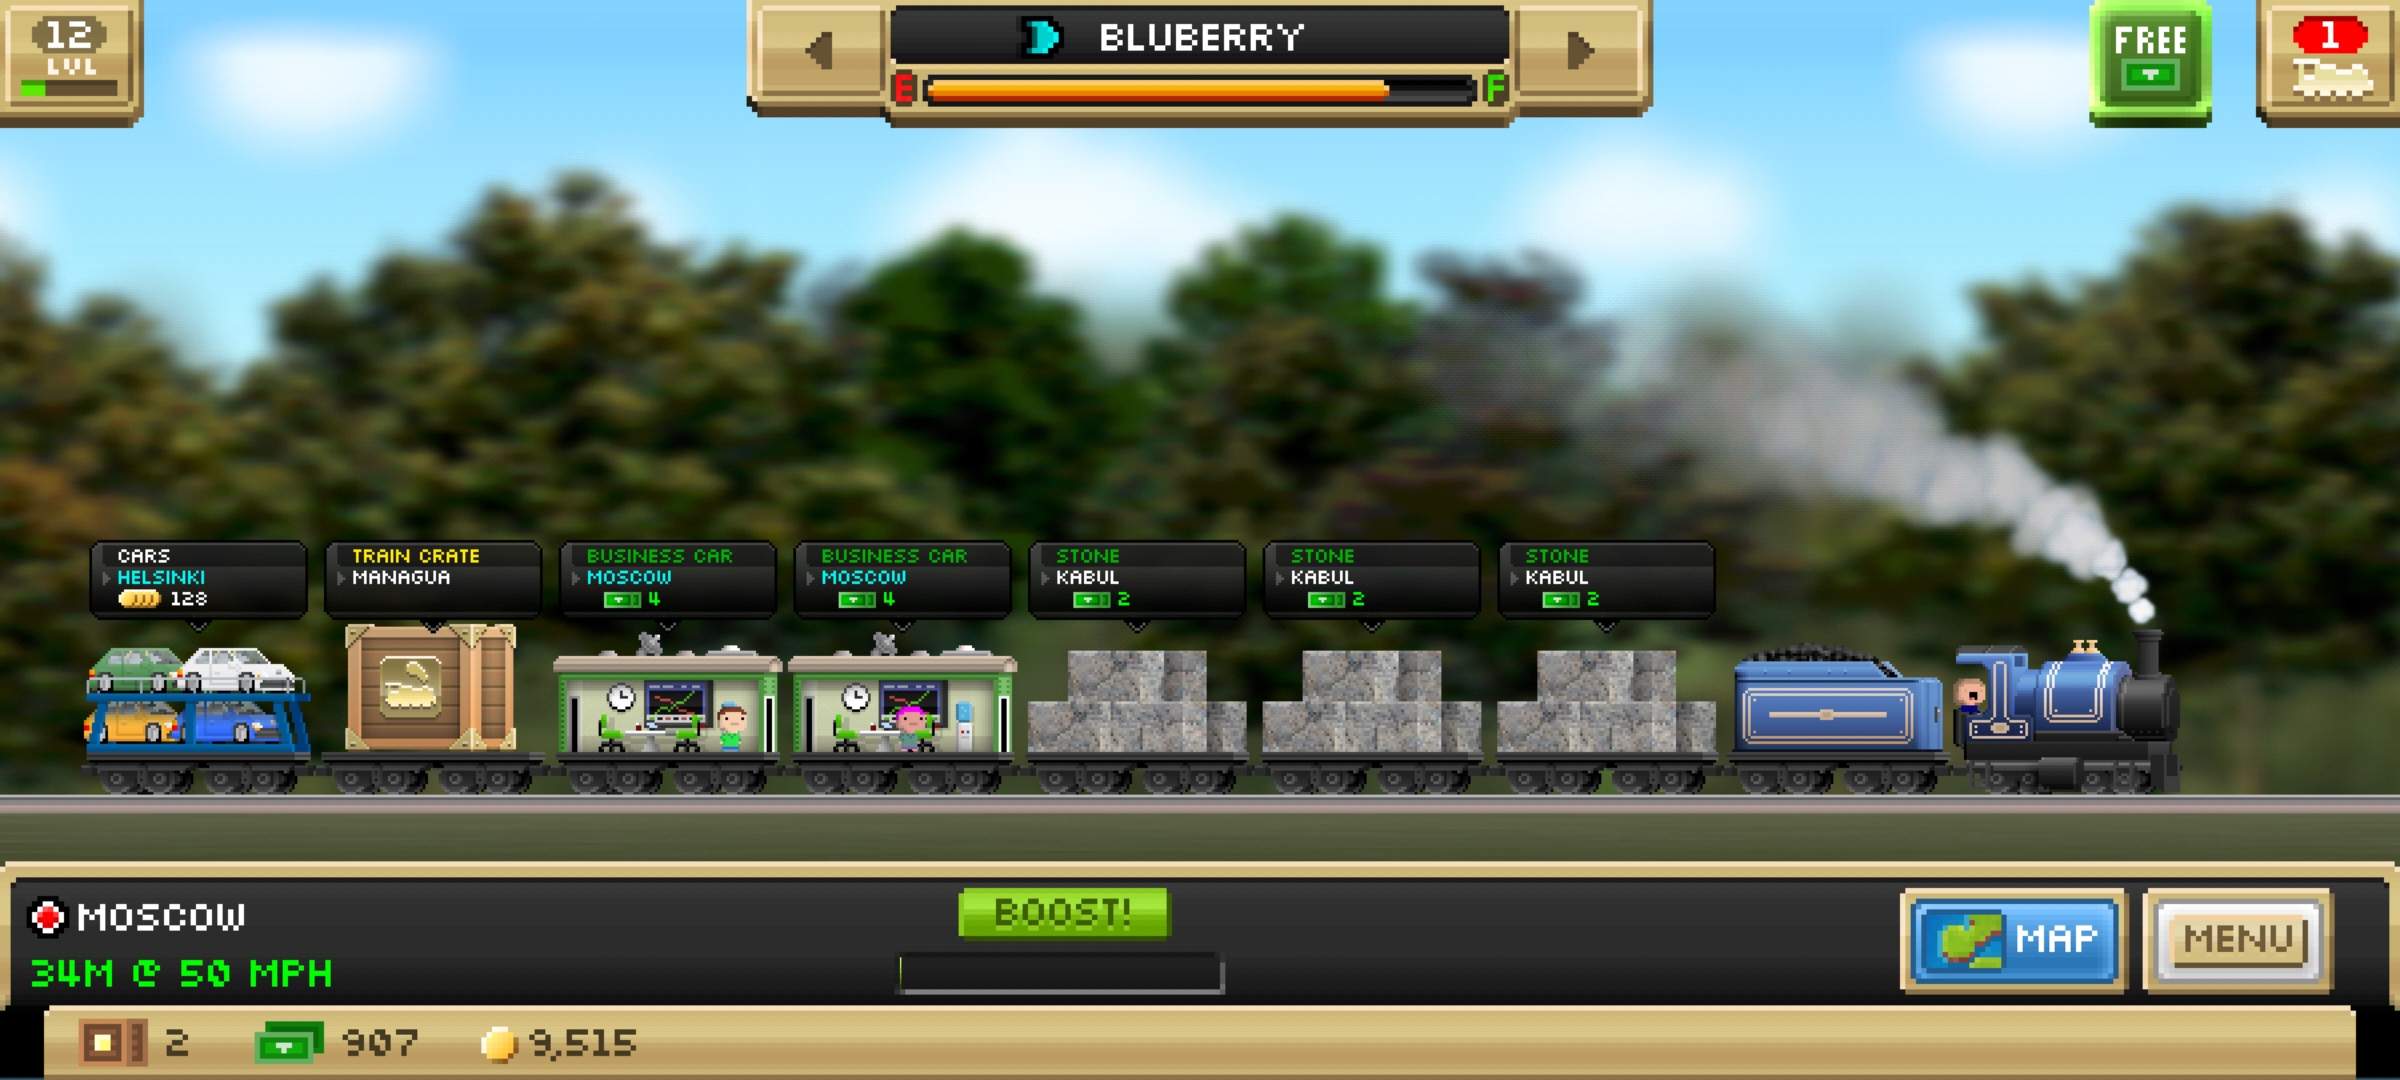 12
LVL
BLUBERRY
E
F
FREE
1
CARS
HELSINKI
128
TRAIN CRATE
MANAGUA
BUSINESS CAR
MOSCOW
4
BUSINESS CAR
MOSCOW
4
STONE
KABUL
2
STONE
KABUL
2
STONE
KABUL
2
MOSCOW
34M @ 50 MPH
BOOST!
MAP
MENU
2
907
9,515